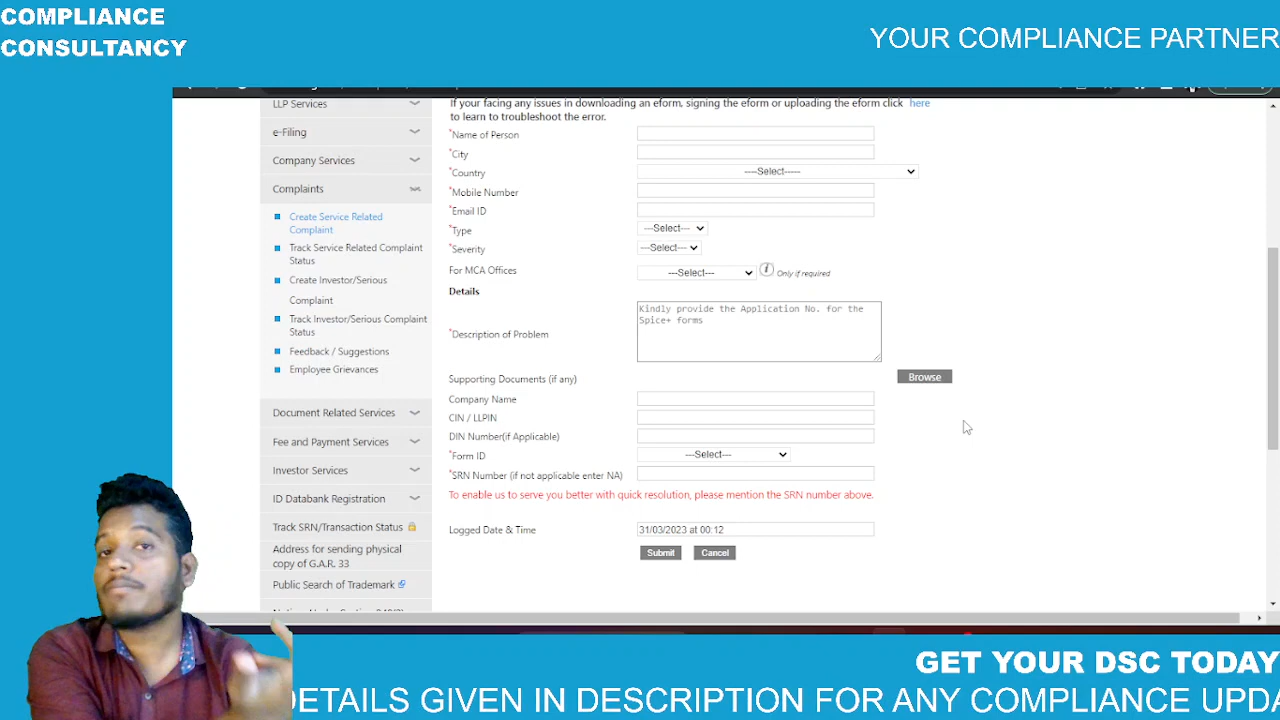 COMPLIANCE
CONSULTANCY
YOUR COMPLIANCE PARTNER
LLP Services
e-Filing
Company Services
Complaints
Create Service Related
Complaint
Track Service Related Complaint
Status
Create Investor/Serious
Complaint
Track Investor/Serious Complaint
Status
Feedback / Suggestions
Employee Grievances
Document Related Services
Fee and Payment Services
Investor Services
ID Databank Registration
Track SRN/Transaction Status
Address for sending physical
copy of G.A.R. 33
Public Search of Trademark
If your facing any issues in downloading an eform, signing the eform or uploading the eform click here
to learn to troubleshoot the error.
*Name of Person
*City
*Country ----Select-----
*Mobile Number
*Email ID
*Type ---Select---
*Severity ---Select---
For MCA Offices ---Select--- i Only if required
Details
*Description of Problem
Kindly provide the Application No. for the
Spice+ forms
Supporting Documents (if any) Browse
Company Name
CIN / LLPIN
DIN Number(if Applicable)
*Form ID ---Select---
*SRN Number (if not applicable enter NA)
To enable us to serve you better with quick resolution, please mention the SRN number above.
Logged Date & Time 31/03/2023 at 00:12
Submit Cancel
GET YOUR DSC TODAY
DETAILS GIVEN IN DESCRIPTION FOR ANY COMPLIANCE UPDA